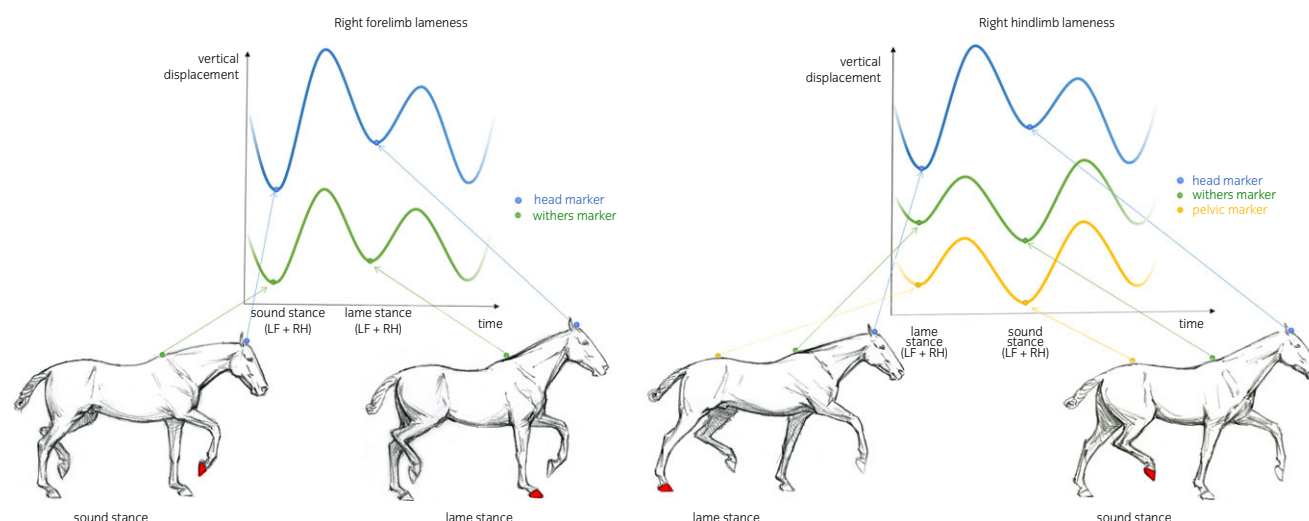 Right forelimb lameness
vertical
displacement
head marker
withers marker
sound stance
(LF + RH)
lame stance
(LF + RH)
time
sound stance
lame stance
Right hindlimb lameness
vertical
displacement
head marker
withers marker
pelvic marker
lame
stance
(LF + RH)
sound
stance
(LF + RH)
time
lame stance
sound stance